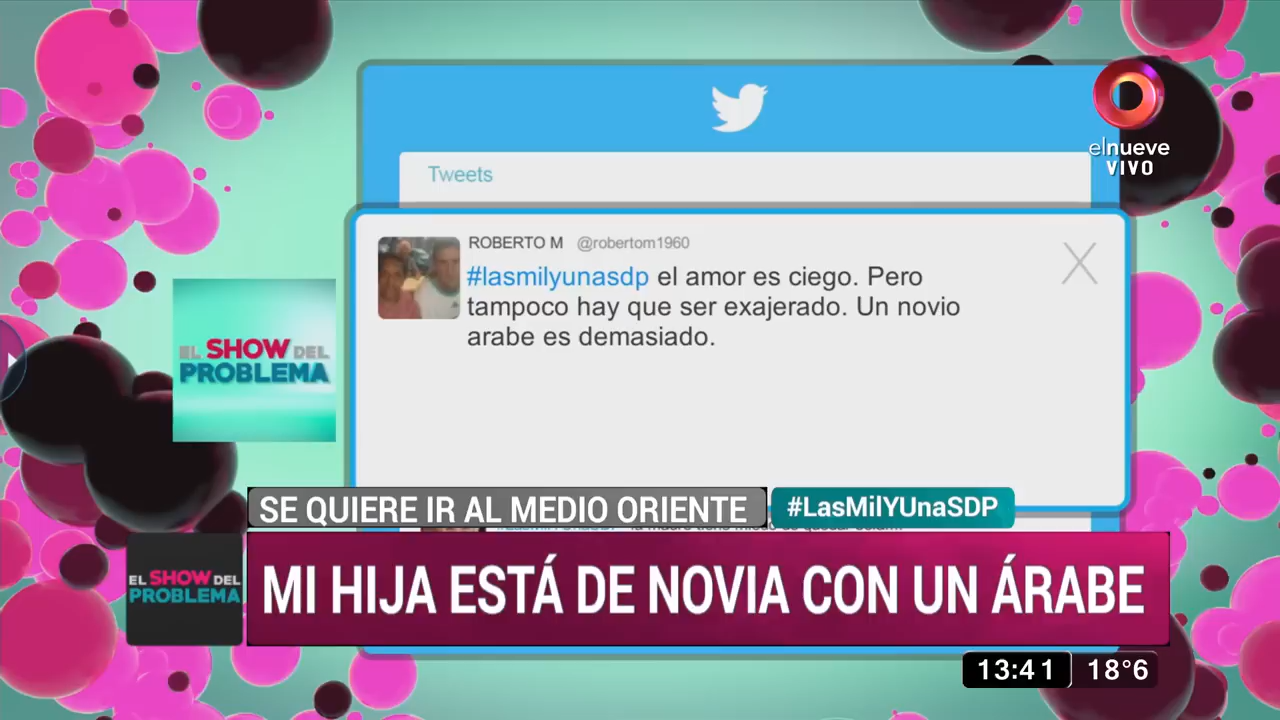 elnueve
VIVO
Tweets
ROBERTO M @robertom1960
#lasmilyunasdp el amor es ciego. Pero
tampoco hay que ser exajerado. Un novio
arabe es demasiado.
EL SHOW DEL
PROBLEMA
SE QUIERE IR AL MEDIO ORIENTE
#LasMilYUnaSDP
EL SHOW DEL
PROBLEMA
MI HIJA ESTÁ DE NOVIA CON UN ÁRABE
13:41 18°6